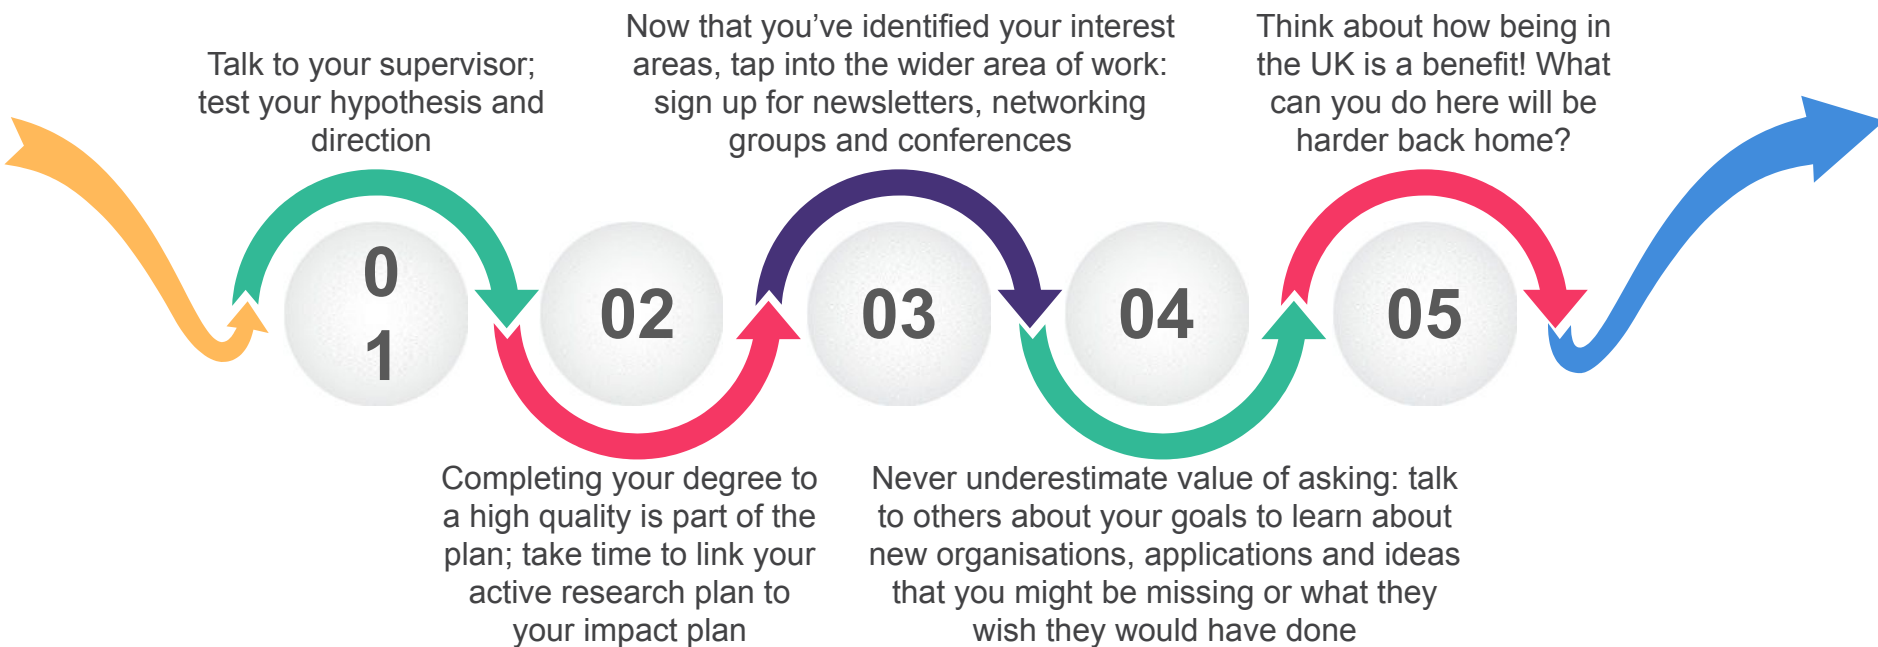 Talk to your supervisor;
test your hypothesis and
direction
0
1
Completing your degree to
a high quality is part of the
plan; take time to link your
active research plan to
your impact plan
02
Now that you’ve identified your interest
areas, tap into the wider area of work:
sign up for newsletters, networking
groups and conferences
03
Never underestimate value of asking: talk
to others about your goals to learn about
new organisations, applications and ideas
that you might be missing or what they
wish they would have done
04
Think about how being in
the UK is a benefit! What
can you do here will be
harder back home?
05